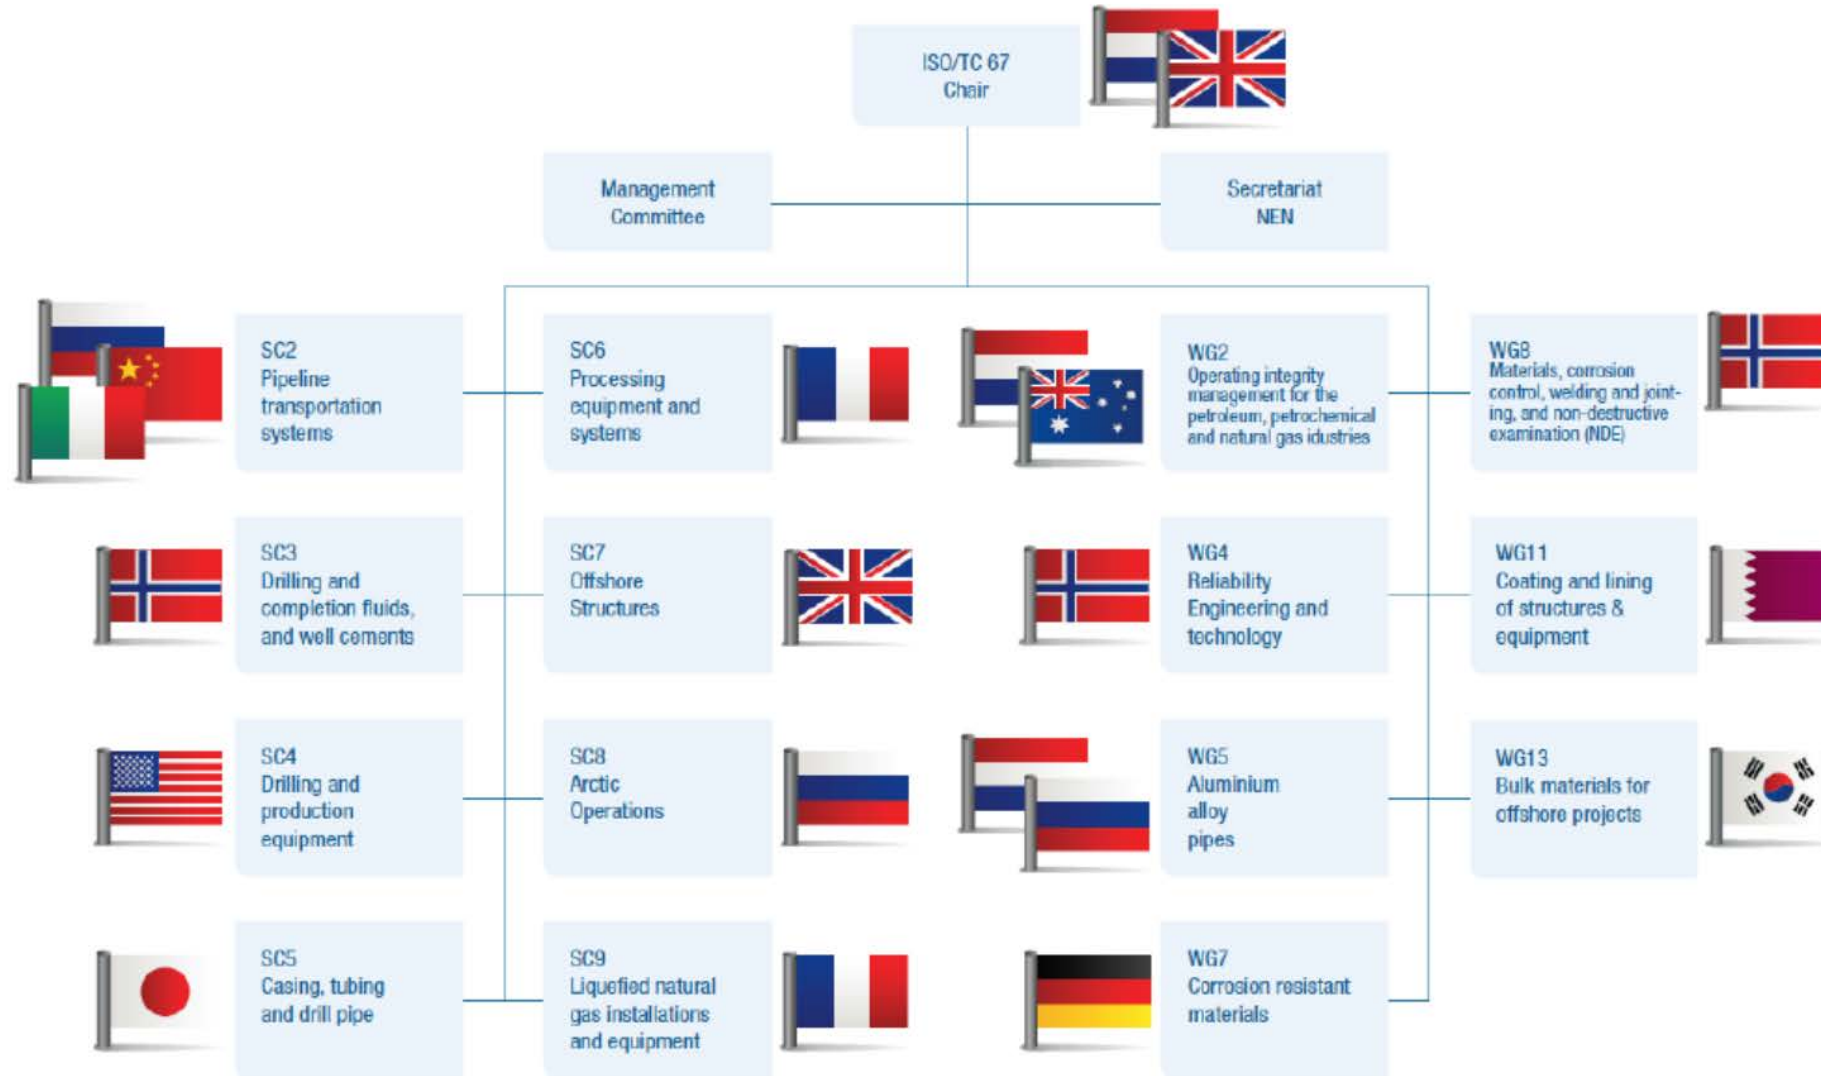 ISO/TC 67
Chair
Management
Committee
Secretariat
NEN
SC2
Pipeline
transportation
systems
SC6
Processing
equipment and
systems
WG2
Operating integrity
management for the
petroleum, petrochemical
and natural gas idustries
WG8
Materials, corrosion
control, welding and joint-
ing, and non-destructive
examination (NDE)
SC3
Drilling and
completion fluids,
and well cements
SC7
Offshore
Structures
WG4
Reliability
Engineering and
technology
WG11
Coating and lining
of structures &
equipment
SC4
Drilling and
production
equipment
SC8
Arctic
Operations
WG5
Aluminium
alloy
pipes
WG13
Bulk materials for
offshore projects
SC5
Casing, tubing
and drill pipe
SC9
Liquefied natural
gas installations
and equipment
WG7
Corrosion resistant
materials